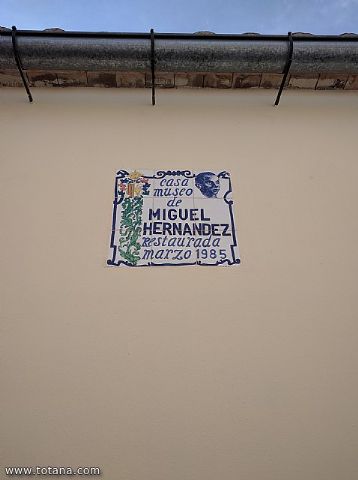 casa
museo
de
MIGUEL
HERNANDEZ
restaurada
marzo 1985
www.totana.com